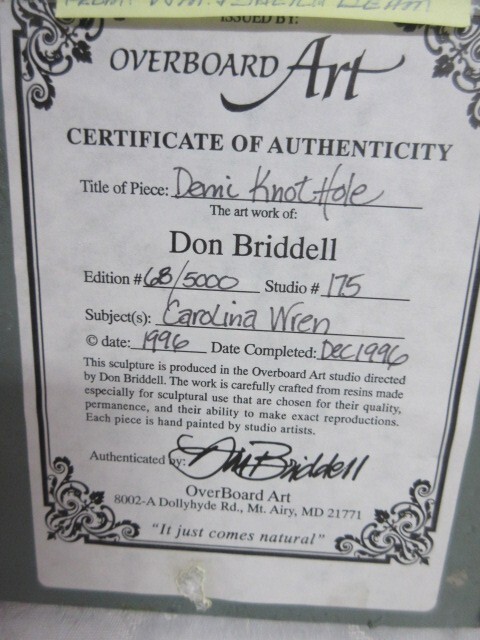 ISSUED BY:
OVERBOARD Art
CERTIFICATE OF AUTHENTICITY
Title of Piece: Demi Knot Hole
The art work of:
Don Briddell
Edition # 68/5000 Studio # 175
Subject(s): Carolina Wren
© date: 1996 Date Completed: Dec 1996
This sculpture is produced in the Overboard Art studio directed
by Don Briddell. The work is carefully crafted from resins made
especially for sculptural use that are chosen for their quality,
permanence, and their ability to make exact reproductions.
Each piece is hand painted by studio artists.
Authenticated by: Don Briddell
OverBoard Art
8002-A Dollyhyde Rd., Mt. Airy, MD 21771
"It just comes natural"